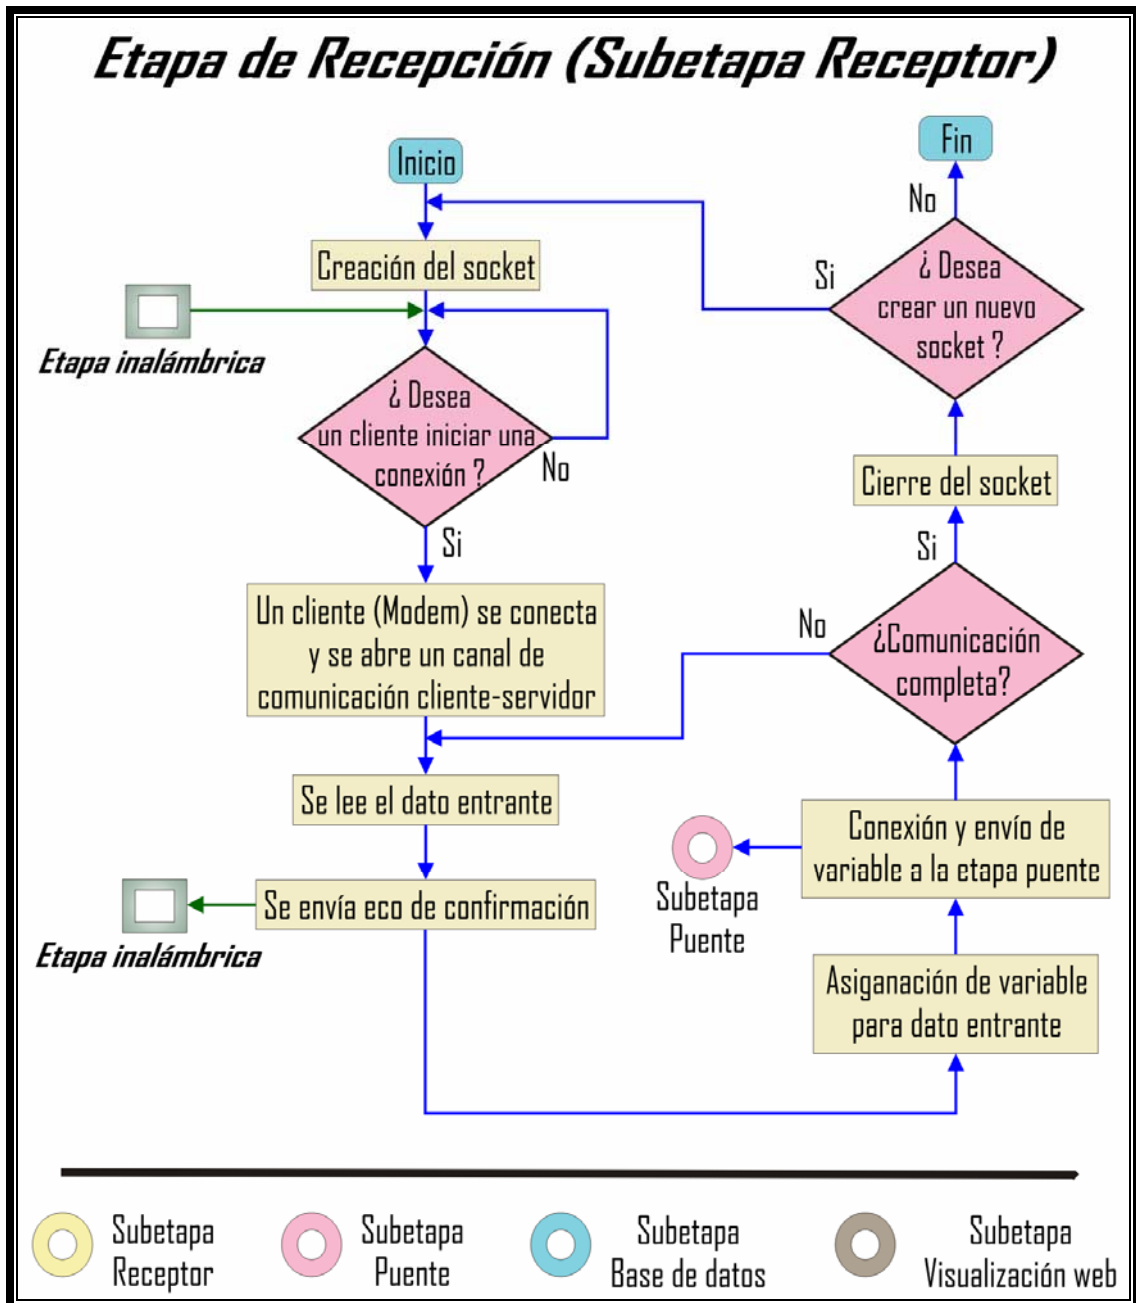 Etapa de Recepción (Subetapa Receptor)
Inicio
Creación del socket
Etapa inalámbrica
¿ Desea
un cliente iniciar una
conexión ?
No
Si
Un cliente (Modem) se conecta
y se abre un canal de
comunicación cliente-servidor
Se lee el dato entrante
Se envía eco de confirmación
Etapa inalámbrica
Asiganación de variable
para dato entrante
Conexión y envío de
variable a la etapa puente
Subetapa
Puente
¿Comunicación
completa?
No
Si
Cierre del socket
¿ Desea
crear un nuevo
socket ?
Si
No
Fin
Subetapa
Receptor
Subetapa
Puente
Subetapa
Base de datos
Subetapa
Visualización web